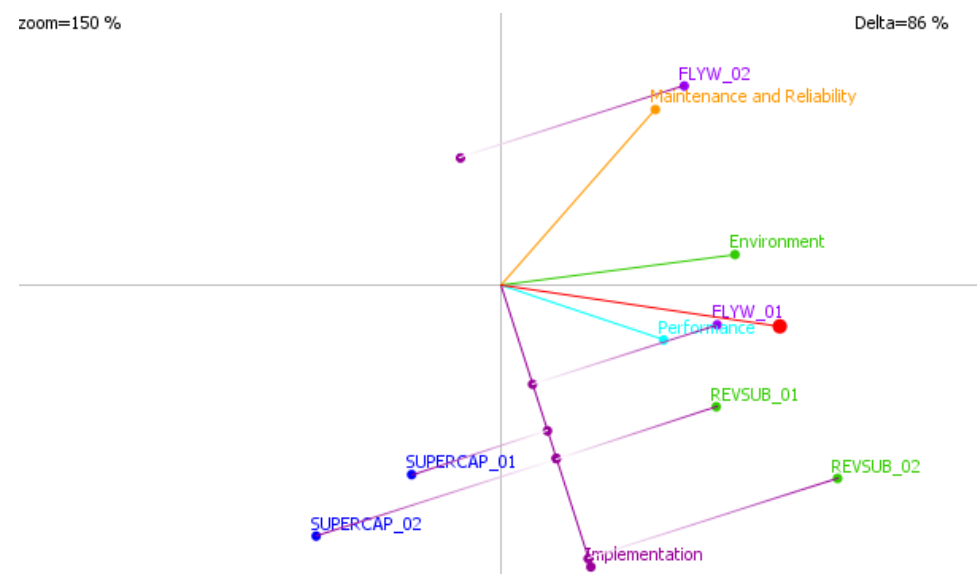 zoom=150 %
Delta=86 %
FLYW_02
Maintenance and Reliability
Environment
FLYW_01
Performance
REVSUB_01
SUPERCAP_01
REVSUB_02
SUPERCAP_02
Implementation